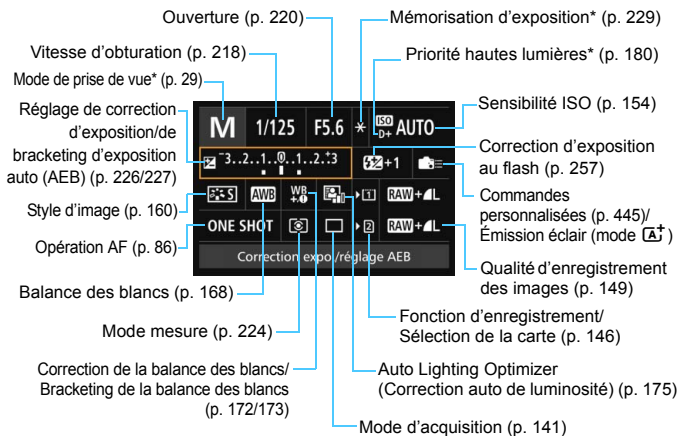 Ouverture (p. 220)
Mémorisation d'exposition* (p. 229)
Vitesse d'obturation (p. 218)
Priorité hautes lumières* (p. 180)
Mode de prise de vue* (p. 29)
Sensibilité ISO (p. 154)
Réglage de correction
d'exposition/de
bracketing d'exposition
auto (AEB) (p. 226/227)
M 1/125 F5.6 * ISO D+ AUTO
-3..2..1..0..1..2.+3 +1
Correction d'exposition
au flash (p. 257)
S AWB WB +/- 1 RAW+L
Commandes
personnalisées (p. 445)/
Émission éclair (mode A+)
Style d'image (p. 160)
ONE SHOT 2 RAW+L
Opération AF (p. 86)
Correction expo./réglage AEB
Qualité d'enregistrement
des images (p. 149)
Balance des blancs (p. 168)
Fonction d'enregistrement/
Sélection de la carte (p. 146)
Mode mesure (p. 224)
Correction de la balance des blancs/
Bracketing de la balance des blancs
(p. 172/173)
Auto Lighting Optimizer
(Correction auto de luminosité) (p. 175)
Mode d'acquisition (p. 141)